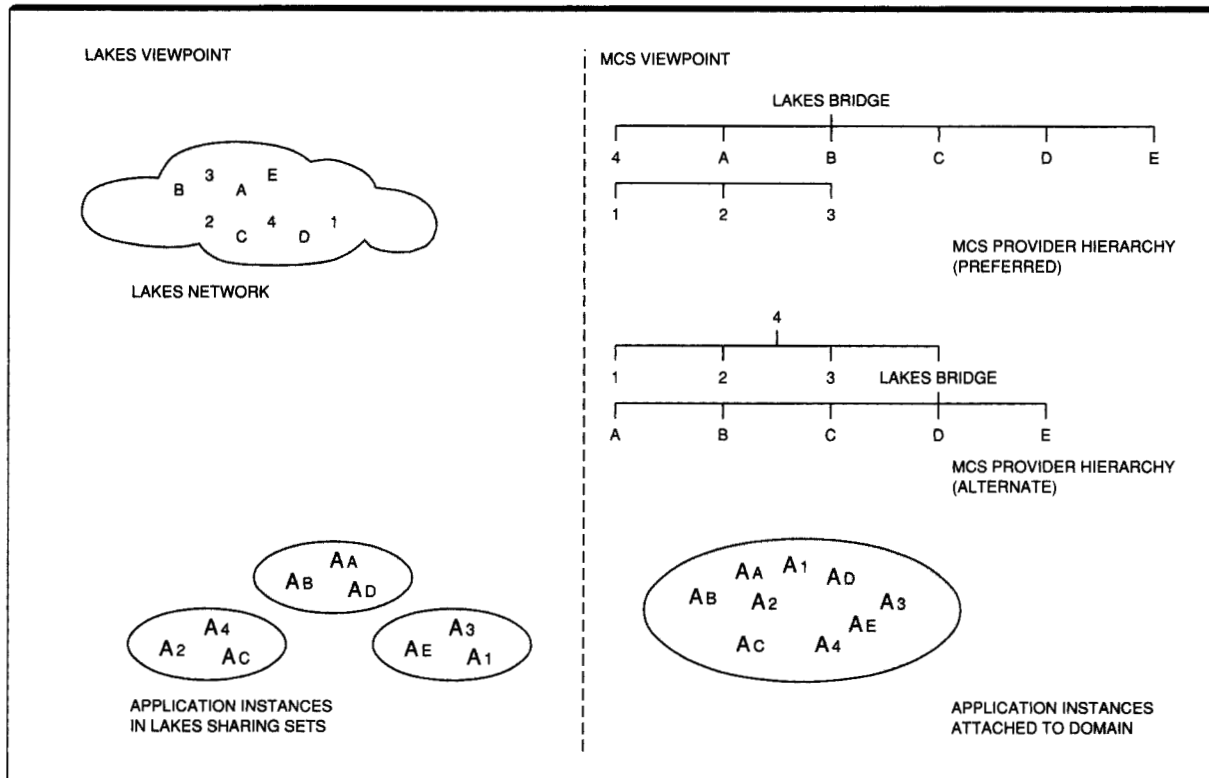 LAKES VIEWPOINT
3 E
B A
2 4 1
C D
LAKES NETWORK
AA
AB AD
A4
A2 AC
A3
AE A1
APPLICATION INSTANCES
IN LAKES SHARING SETS
MCS VIEWPOINT
LAKES BRIDGE
4 A B C D E
1 2 3
MCS PROVIDER HIERARCHY
(PREFERRED)
4
1 2 3 LAKES BRIDGE
A B C D E
MCS PROVIDER HIERARCHY
(ALTERNATE)
A1
AA AD
AB A2 A3
AE
AC A4
APPLICATION INSTANCES
ATTACHED TO DOMAIN